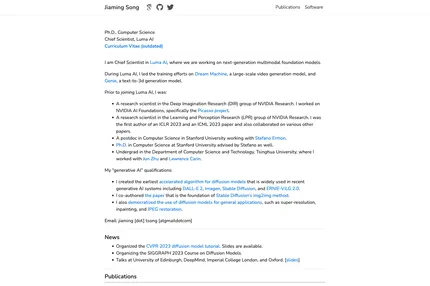 Jiaming Song
Publications Software
Ph.D., Computer Science
Chief Scientist, Luma AI
Curriculum Vitae (outdated)
I am Chief Scientist in Luma AI, where we are working on next-generation multimodal foundation models.
During Luma AI, I led the training efforts on Dream Machine, a large-scale video generation model, and
Genie, a text-to-3d generation model.
Prior to joining Luma AI, I was:
A research scientist in the Deep Imagination Research (DIR) group of NVIDIA Research. I worked on
NVIDIA AI Foundations, specifically the Picasso project.
A research scientist in the Learning and Perception (LPR) group of NVIDIA Research. I was
the first author of an ICLR 2023 and an ICML 2023 paper and also collaborated on various other
papers.
A postdoc in Computer Science in Stanford University working with Stefano Ermon.
Ph.D. in Computer Science at Stanford University advised by Stefano as well.
Undergrad in the Department of Computer Science and Technology, Tsinghua University, where I
worked with Jun Zhu and Lawrence Carin.
My "generative AI" qualifications:
I created the earliest accelerated algorithm for diffusion models that is widely used in recent
generative AI systems including DALL-E 2, Imagen, Stable Diffusion, and ERNIE-ViLG 2.0.
I co-authored the paper that is the foundation of Stable Diffusion's img2img method.
I also democratized the use of diffusion models for general applications, such as super-resolution,
inpainting, and JPEG restoration.
Email: jiaming [dot] tsong [at]gmail[dot]com]
News
Organized the CVPR 2023 diffusion model tutorial. Slides are available.
Organizing the SIGGRAPH 2023 Course on Diffusion Models.
Talks at University of Edinburgh, DeepMind, Imperial College London, and Oxford. [slides]
Publications